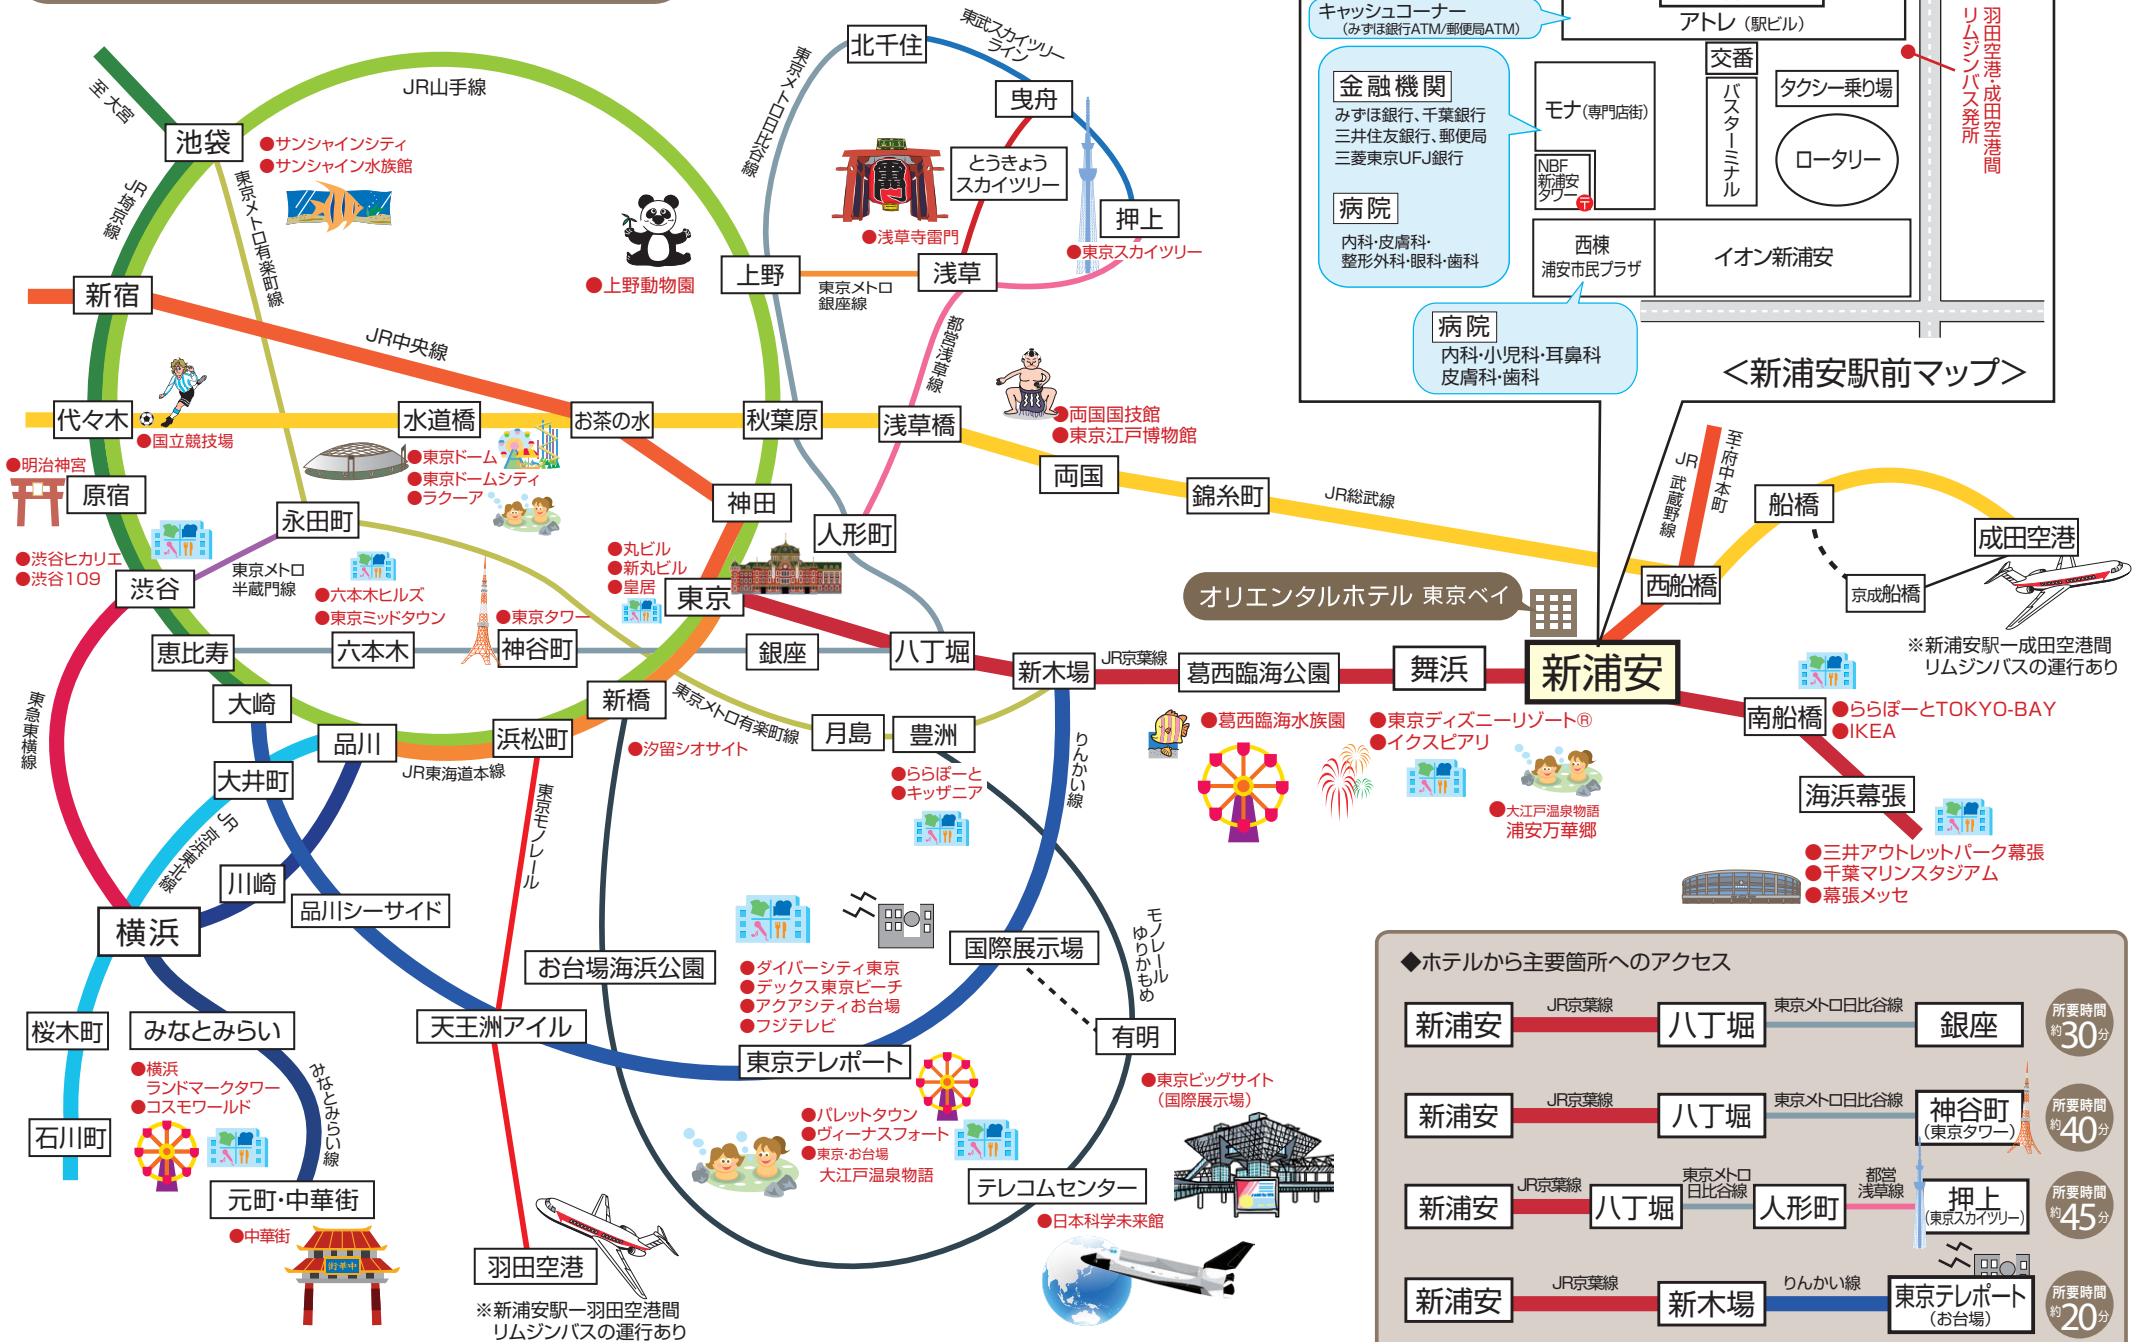 キャッシュコーナー
(みずほ銀行ATM/郵便局ATM)
アトレ (駅ビル)
羽田空港・成田空港間
リムジンバス発所
金融機関
みずほ銀行、千葉銀行
三井住友銀行、郵便局
三菱東京UFJ銀行
病院
内科・皮膚科・
整形外科・眼科・歯科
交番
モナ(専門店街)
バスターミナル
タクシー乗り場
ロータリー
NBF
新浦安
タワー
〒
西棟
浦安市民プラザ
イオン新浦安
病院
内科・小児科・耳鼻科
皮膚科・歯科
<新浦安駅前マップ>
至 大宮
池袋
JR山手線
●サンシャインシティ
●サンシャイン水族館
JR埼京線
東京メトロ有楽町線
北千住
東武スカイツリー
ライン
東京メトロ日比谷線
曳舟
とうきょう
スカイツリー
押上
雷門
●浅草寺雷門
●東京スカイツリー
●上野動物園
上野
東京メトロ
銀座線
浅草
都営浅草線
新宿
JR中央線
代々木
●国立競技場
水道橋
お茶の水
秋葉原
浅草橋
●両国国技館
●東京江戸博物館
●明治神宮
原宿
●東京ドーム
●東京ドームシティ
●ラクーア
両国
錦糸町
JR総武線
JR 武蔵野線
至・府中本町
船橋
成田空港
西船橋
京成船橋
※新浦安駅ー成田空港間
リムジンバスの運行あり
永田町
神田
人形町
●渋谷ヒカリエ
●渋谷109
渋谷
東京メトロ
半蔵門線
●六本木ヒルズ
●東京ミッドタウン
●東京タワー
●丸ビル
●新丸ビル
●皇居
東京
オリエンタルホテル 東京ベイ
恵比寿
六本木
神谷町
銀座
八丁堀
新木場
JR京葉線
葛西臨海公園
舞浜
新浦安
大崎
新橋
東京メトロ有楽町線
月島
豊洲
東急東横線
品川
浜松町
JR東海道本線
●汐留シオサイト
大井町
●ららぽーと
●キッザニア
りんかい線
●葛西臨海水族園
●東京ディズニーリゾート®
●イクスピアリ
●大江戸温泉物語
浦安万華郷
南船橋
●ららぽーとTOKYO-BAY
●IKEA
海浜幕張
●三井アウトレットパーク幕張
●千葉マリンスタジアム
●幕張メッセ
JR 京浜東北線
東京モノレール
川崎
品川シーサイド
横浜
お台場海浜公園
国際展示場
モノレール
ゆりかもめ
●ダイバーシティ東京
●デックス東京ビーチ
●アクアシティお台場
●フジテレビ
桜木町
みなとみらい
天王洲アイル
東京テレポート
有明
●横浜
ランドマークタワー
●コスモワールド
みなとみらい線
●東京ビッグサイト
(国際展示場)
石川町
●パレットタウン
●ヴィーナスフォート
●東京・お台場
大江戸温泉物語
元町・中華街
テレコムセンター
●中華街
街華中
●日本科学未来館
羽田空港
※新浦安駅ー羽田空港間
リムジンバスの運行あり
◆ホテルから主要箇所へのアクセス
新浦安 JR京葉線 八丁堀 東京メトロ日比谷線 銀座 所要時間 約30分
新浦安 JR京葉線 八丁堀 東京メトロ日比谷線 神谷町 (東京タワー) 所要時間 約40分
新浦安 JR京葉線 八丁堀 東京メトロ 日比谷線 人形町 都営 浅草線 押上 (東京スカイツリー) 所要時間 約45分
新浦安 JR京葉線 新木場 りんかい線 東京テレポート (お台場) 所要時間 約20分